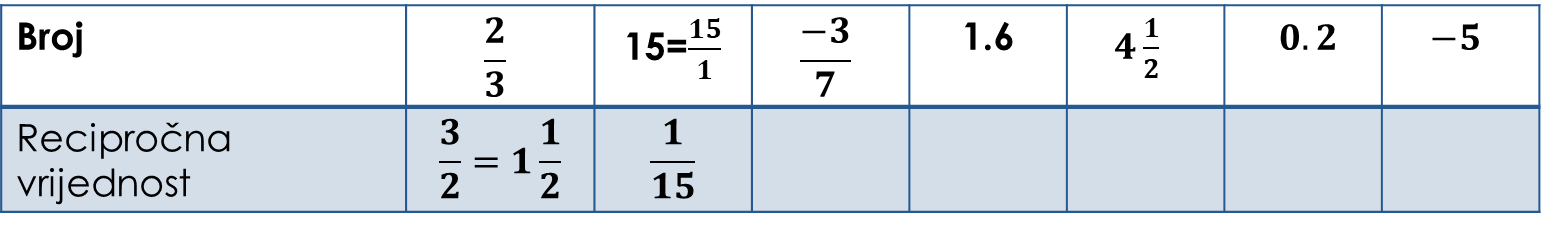 Broj 2/3 15=15/1 −3/7 1.6 4 1/2 0.2 −5
Recipročna vrijednost 3/2 = 1 1/2 1/15